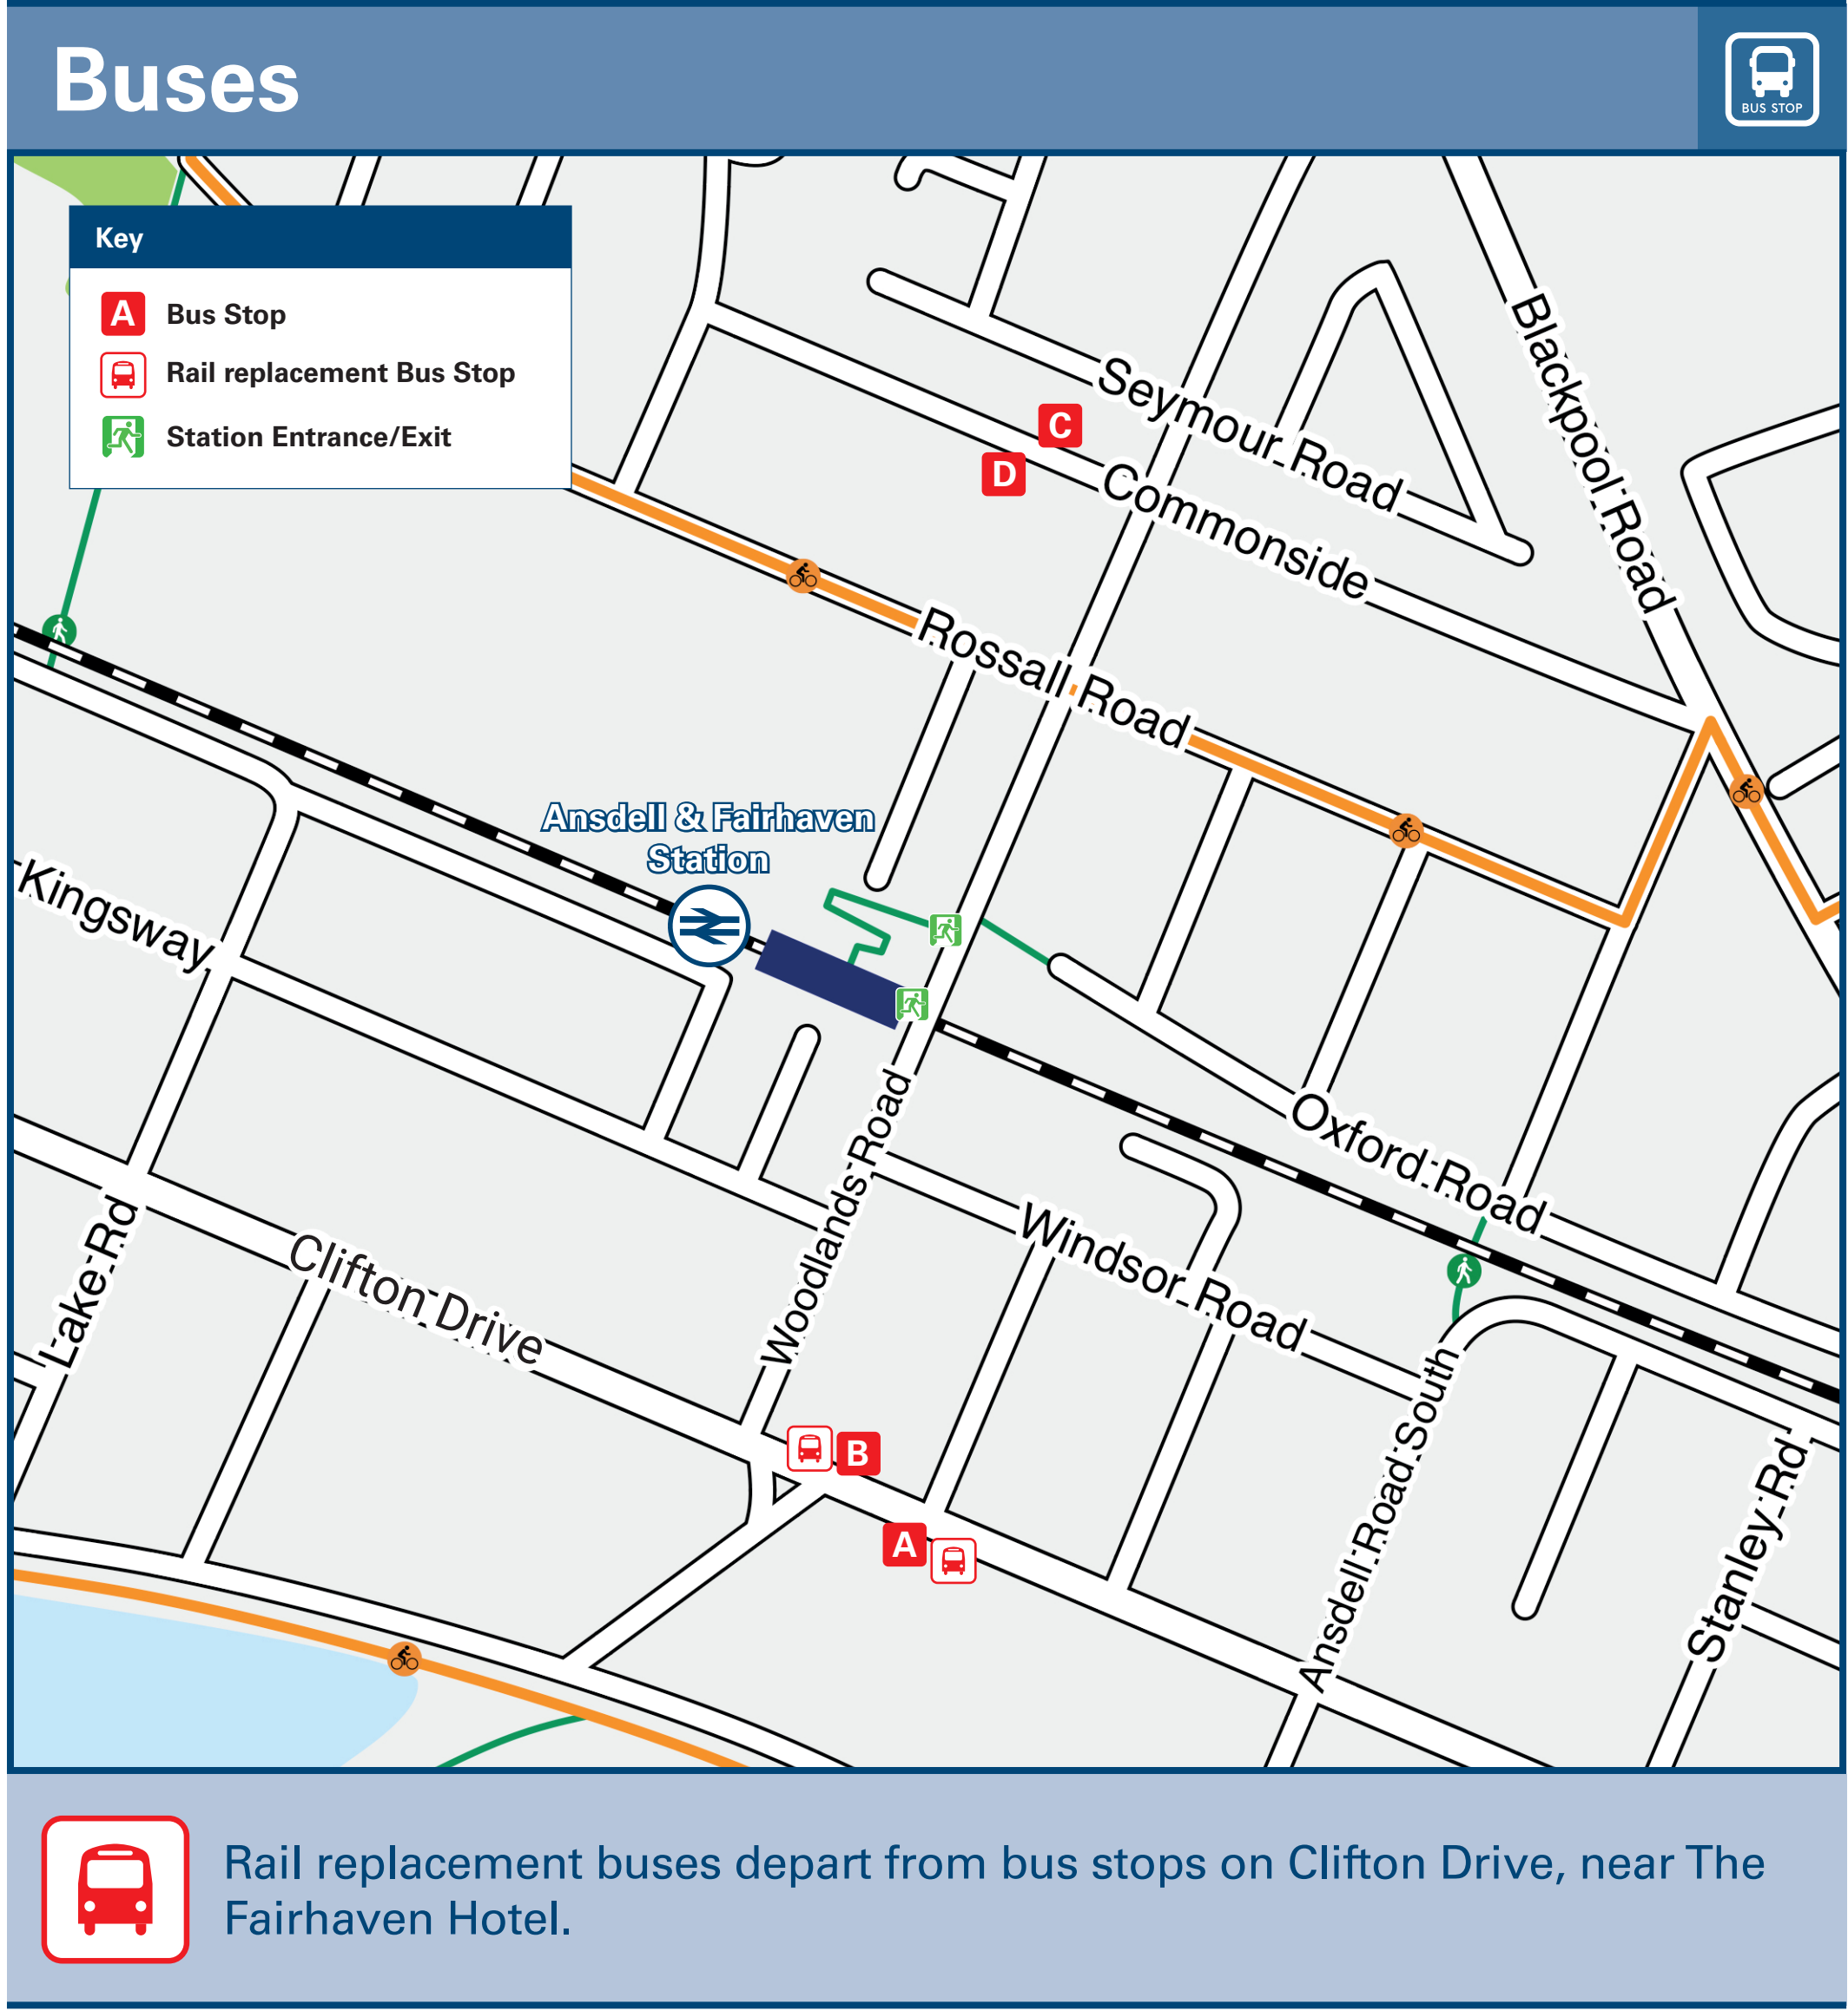 Buses
BUS STOP
Key
A Bus Stop
Rail replacement Bus Stop
Station Entrance/Exit
Blackpool Road
Seymour Road
C
D
Commonside
Rossall Road
Ansdell & Fairhaven
Station
Kingsway
Oxford Road
Woodlands Road
Windsor Road
Lake Rd
Clifton Drive
Ansdell Road South
Stanley Rd
B
A
Rail replacement buses depart from bus stops on Clifton Drive, near The
Fairhaven Hotel.